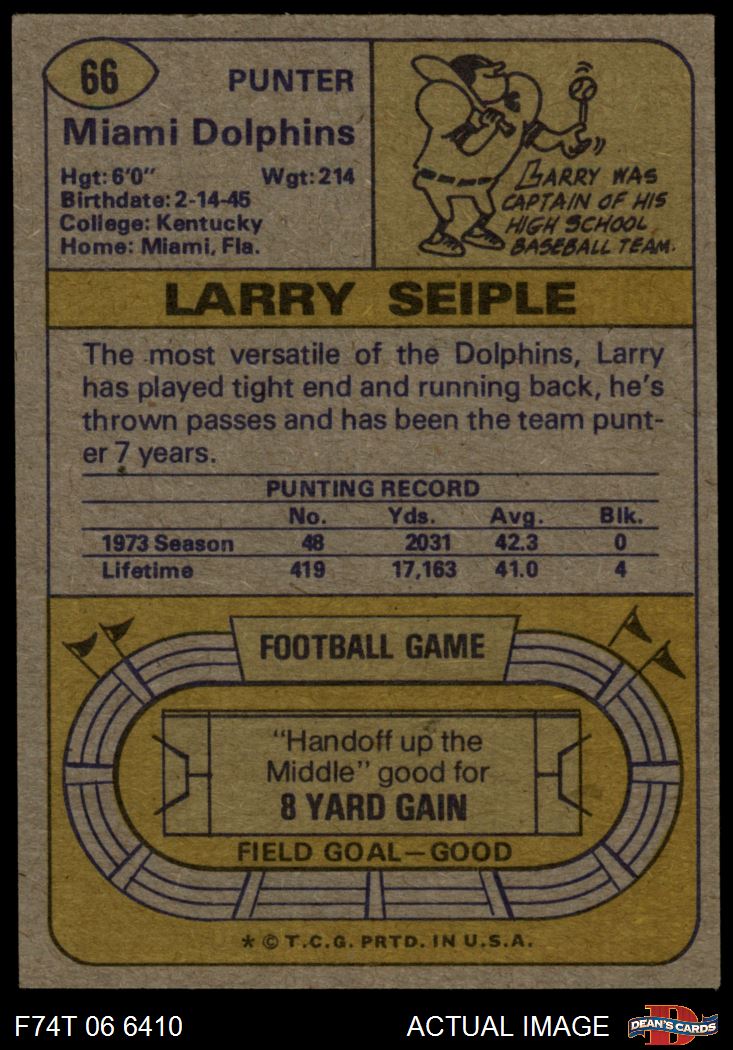 66
PUNTER
Miami Dolphins
Hgt: 6'0" Wgt: 214
Birthdate: 2-14-45
College: Kentucky
Home: Miami, Fla.
LARRY WAS
CAPTAIN OF HIS
HIGH SCHOOL
BASEBALL TEAM.
LARRY SEIPLE
The most versatile of the Dolphins, Larry
has played tight end and running back, he's
thrown passes and has been the team punt-
er 7 years.
PUNTING RECORD
No. Yds. Avg. Blk.
1973 Season 48 2031 42.3 0
Lifetime 419 17,163 41.0 4
FOOTBALL GAME
"Handoff up the
Middle" good for
8 YARD GAIN
FIELD GOAL—GOOD
* © T.C.G. PRTD. IN U.S.A.
F74T 06 6410 ACTUAL IMAGE D DEAN'S CARDS